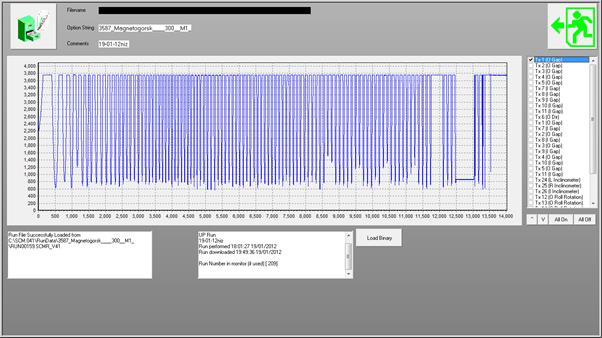 Filename
Option String 3587_Magnetogorsk____300__M1_
Comments 19-01-12niz
4,000
3,800
3,600
3,400
3,200
3,000
2,800
2,600
2,400
2,200
2,000
1,800
1,600
1,400
1,200
1,000
800
600
400
200
0
0 500 1,000 1,500 2,000 2,500 3,000 3,500 4,000 4,500 5,000 5,500 6,000 6,500 7,000 7,500 8,000 8,500 9,000 9,500 10,000 10,500 11,000 11,500 12,000 12,500 13,000 13,500 14,000
Tx 1 (O Gap)
Tx 2 (O Gap)
Tx 3 (O Gap)
Tx 4 (O Gap)
Tx 5 (O Gap)
Tx 7 (I Gap)
Tx 8 (I Gap)
Tx 9 (I Gap)
Tx 10 (I Gap)
Tx 11 (I Gap)
Tx 6 (O Dir)
Tx 1 (O Gap)
Tx 7 (I Gap)
Tx 2 (O Gap)
Tx 8 (I Gap)
Tx 3 (O Gap)
Tx 9 (I Gap)
Tx 4 (O Gap)
Tx 10 (I Gap)
Tx 5 (O Gap)
Tx 11 (I Gap)
Tx 24 (L Inclinometer)
Tx 25 (R Inclinometer)
Tx 26 (I Inclinometer)
Tx 12 (O Roll Rotation)
Tx 13 (O Roll Rotation)
^ V All On All Off
Run File Successfully Loaded from
C:\SCM.041\RunData\3587_Magnetogorsk____300__M1_
\RUN00159.SCMR_V41
UP Run
19-01-12niz
Run performed 18:01:27 19/01/2012
Run downloaded 19:49:36 19/01/2012
Run Number in monitor (if used) [ 209]
Load Binary